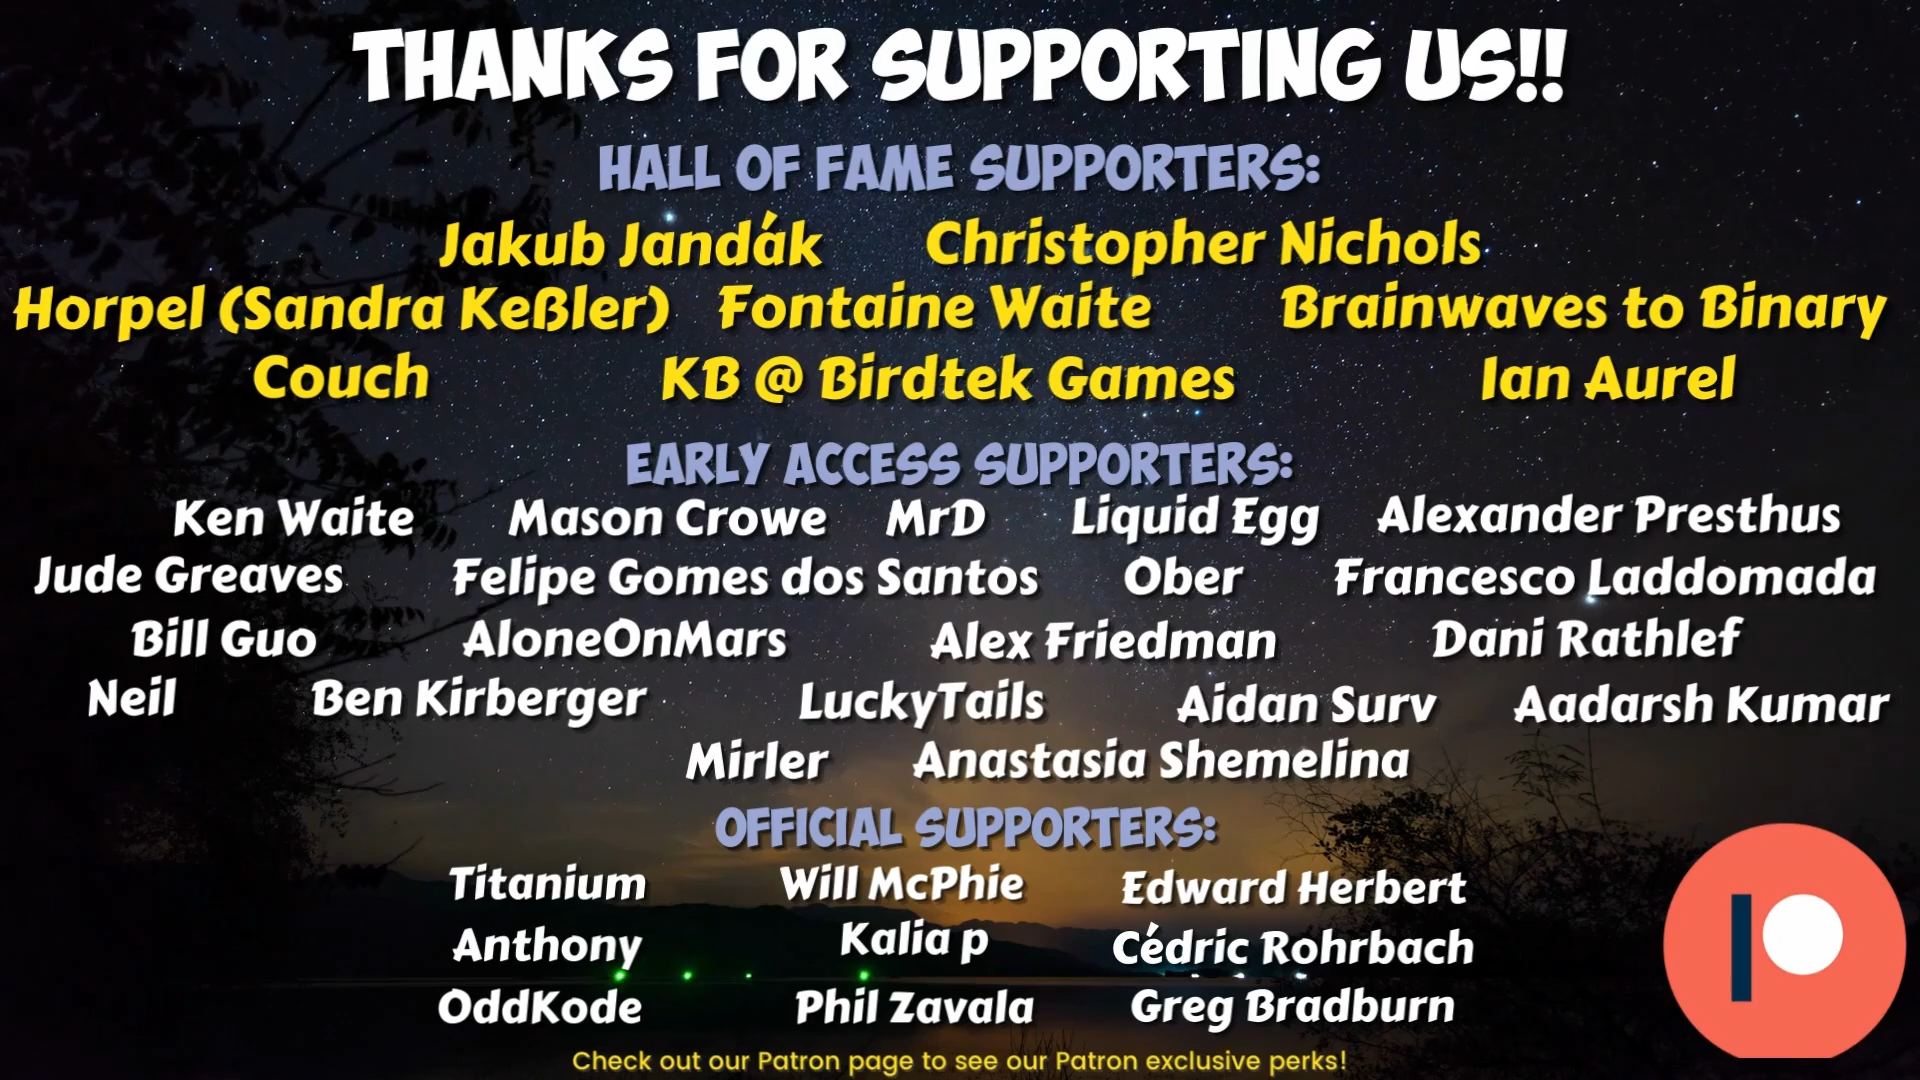 THANKS FOR SUPPORTING US!!
HALL OF FAME SUPPORTERS:
Jakub Jandák Christopher Nichols
Horpel (Sandra Keßler) Fontaine Waite Brainwaves to Binary
Couch KB @ Birdtek Games Ian Aurel
EARLY ACCESS SUPPORTERS:
Ken Waite Mason Crowe MrD Liquid Egg Alexander Presthus
Jude Greaves Felipe Gomes dos Santos Ober Francesco Laddomada
Bill Guo AloneOnMars Alex Friedman Dani Rathlef
Neil Ben Kirberger LuckyTails Aidan Surv Aadarsh Kumar
Mirler Anastasia Shemelina
OFFICIAL SUPPORTERS:
Titanium Will McPhie Edward Herbert
Anthony Kalia p Cédric Rohrbach
OddKode Phil Zavala Greg Bradburn
Check out our Patron page to see our Patron exclusive perks!